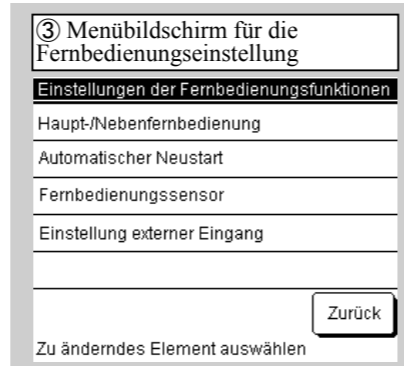 ③ Menübildschirm für die
Fernbedienungseinstellung
Einstellungen der Fernbedienungsfunktionen
Haupt-/Nebenfernbedienung
Automatischer Neustart
Fernbedienungssensor
Einstellung externer Eingang
Zurück
Zu änderndes Element auswählen